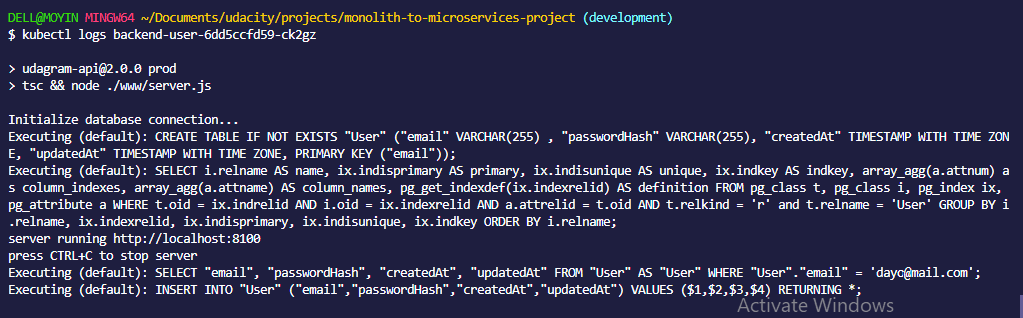 DELL@MOYIN MINGW64 ~/Documents/udacity/projects/monolith-to-microservices-project (development)
$ kubectl logs backend-user-6dd5ccfd59-ck2gz
> udagram-api@2.0.0 prod
> tsc && node ./www/server.js
Initialize database connection...
Executing (default): CREATE TABLE IF NOT EXISTS "User" ("email" VARCHAR(255) , "passwordHash" VARCHAR(255), "createdAt" TIMESTAMP WITH TIME ZON
E, "updatedAt" TIMESTAMP WITH TIME ZONE, PRIMARY KEY ("email"));
Executing (default): SELECT i.relname AS name, ix.indisprimary AS primary, ix.indisunique AS unique, ix.indkey AS indkey, array_agg(a.attnum) a
s column_indexes, array_agg(a.attname) AS column_names, pg_get_indexdef(ix.indexrelid) AS definition FROM pg_class t, pg_class i, pg_index ix,
pg_attribute a WHERE t.oid = ix.indrelid AND i.oid = ix.indexrelid AND a.attrelid = t.oid AND t.relkind = 'r' and t.relname = 'User' GROUP BY i
.relname, ix.indexrelid, ix.indisprimary, ix.indisunique, ix.indkey ORDER BY i.relname;
server running http://localhost:8100
press CTRL+C to stop server
Executing (default): SELECT "email", "passwordHash", "createdAt", "updatedAt" FROM "User" AS "User" WHERE "User"."email" = 'dayo@mail.com';
Executing (default): INSERT INTO "User" ("email","passwordHash","createdAt","updatedAt") VALUES ($1,$2,$3,$4) RETURNING *;
Activate Windows